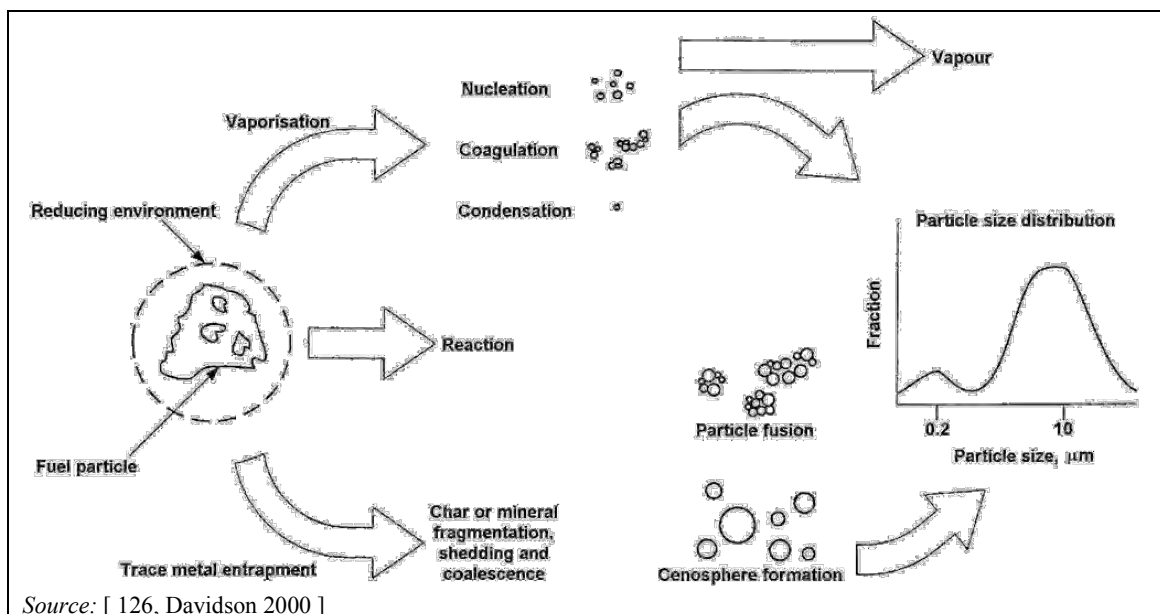 Vapour
Nucleation
Vaporisation
Coagulation
Condensation
Reducing environment
Particle size distribution
Fraction
Reaction
0.2
10
Particle size, μm
Particle fusion
Fuel particle
Char or mineral
fragmentation,
shedding and
coalescence
Trace metal entrapment
Cenosphere formation
Source: [ 126, Davidson 2000 ]